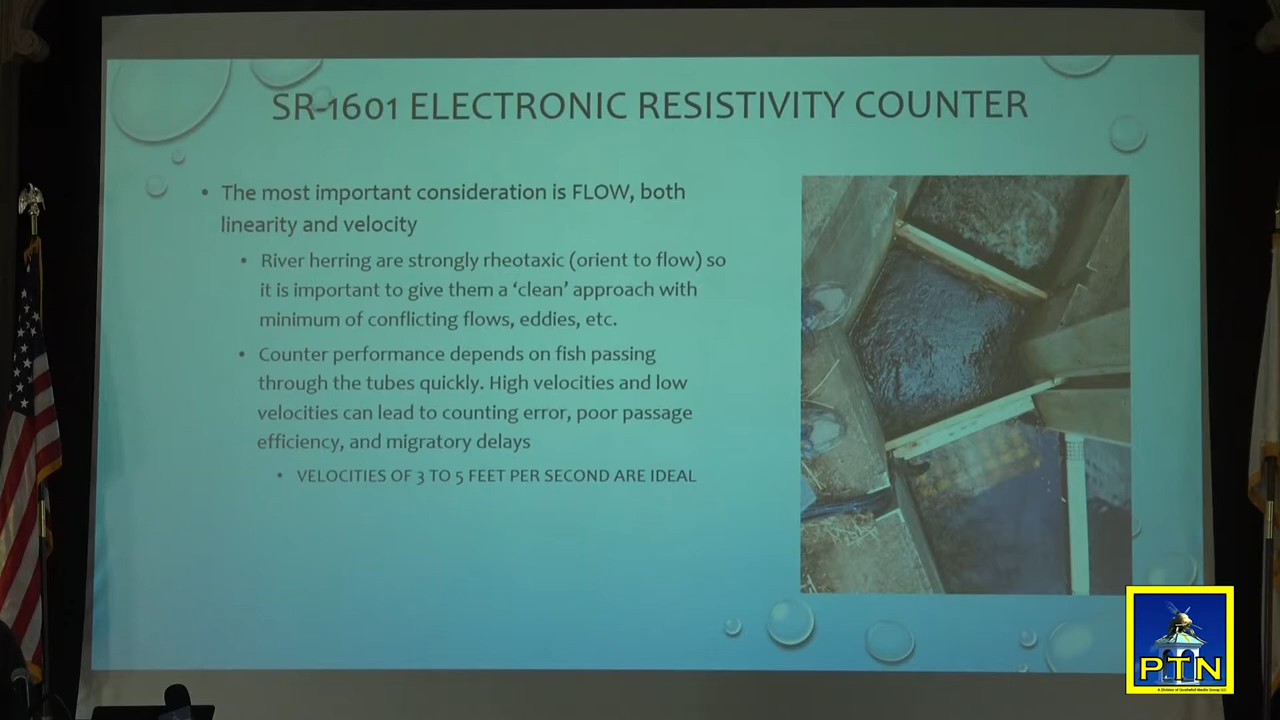 SR-1601 ELECTRONIC RESISTIVITY COUNTER
• The most important consideration is FLOW, both
linearity and velocity
• River herring are strongly rheotaxic (orient to flow) so
it is important to give them a ‘clean’ approach with
minimum of conflicting flows, eddies, etc.
• Counter performance depends on fish passing
through the tubes quickly. High velocities and low
velocities can lead to counting error, poor passage
efficiency, and migratory delays
• VELOCITIES OF 3 TO 5 FEET PER SECOND ARE IDEAL
PTN